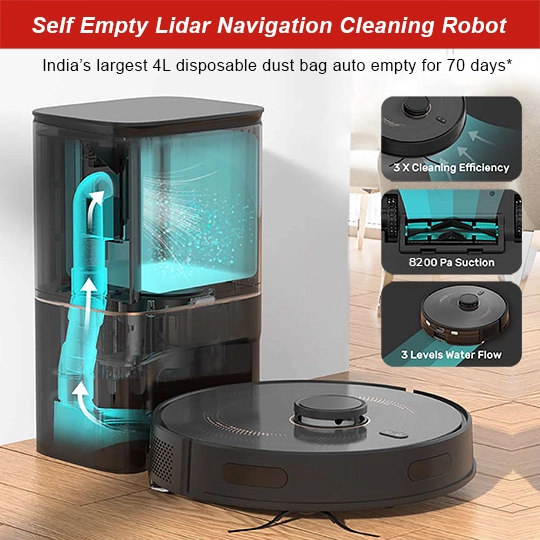 Self Empty Lidar Navigation Cleaning Robot
India's largest 4L disposable dust bag auto empty for 70 days*
3 X Cleaning Efficiency
8200 Pa Suction
3 Levels Water Flow